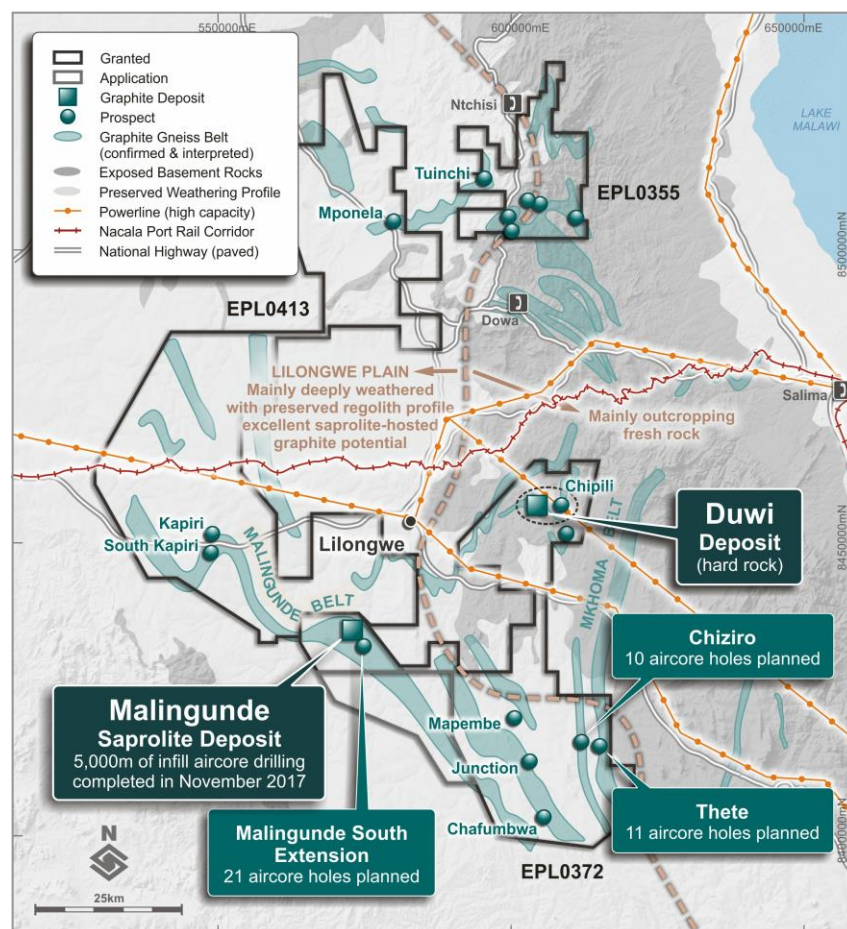 550000mE
600000mE
650000mE
Granted
Application
Graphite Deposit
Prospect
Graphite Gneiss Belt
(confirmed & interpreted)
Exposed Basement Rocks
Preserved Weathering Profile
Powerline (high capacity)
Nacala Port Rail Corridor
National Highway (paved)
Ntchisi
LAKE
MALAWI
Tuinchi
EPL0355
Mponela
8500000mN
EPL0413
Dowa
LILONGWE PLAIN
Mainly deeply weathered
with preserved regolith profile
excellent saprolite-hosted
graphite potential
Mainly outcropping
fresh rock
Salima
Chipili
Kapiri
South Kapiri
Lilongwe
Duwi
Deposit
(hard rock)
8450000mN
MALINGUNDE
BELT
MKHOMA BELT
Chiziro
10 aircore holes planned
Malingunde
Saprolite Deposit
5,000m of infill aircore drilling
completed in November 2017
Mapembe
Junction
Thete
11 aircore holes planned
Malingunde South
Extension
21 aircore holes planned
Chafumbwa
8400000mN
EPL0372
N
25km